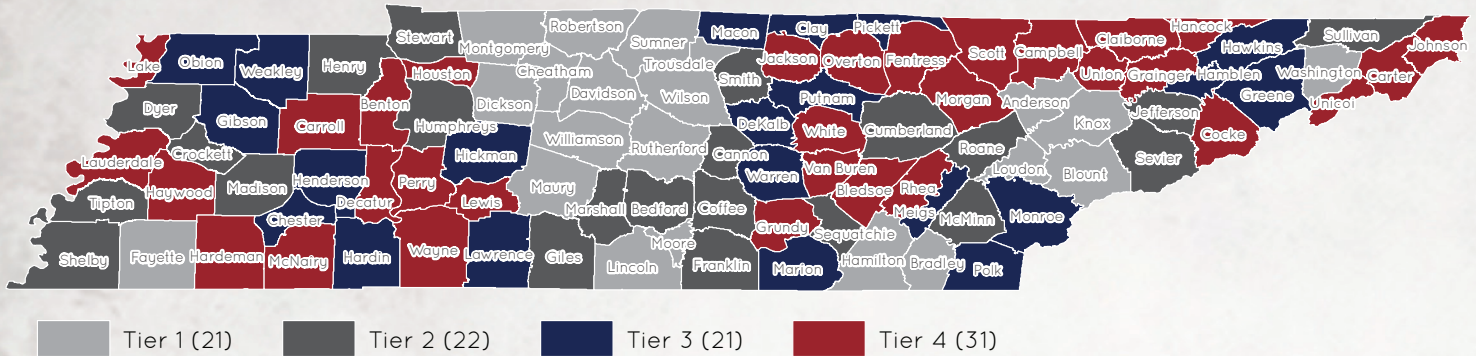 Stewart
Robertson
Montgomery
Sumner
Macon
Clay
Pickett
Hancock
Claiborne
Sullivan
Johnson
Lake
Obion
Weakley
Henry
Houston
Cheatham
Trousdale
Jackson
Overton
Fentress
Scott
Campbell
Hawkins
Smith
Union
Grainger
Hamblen
Washington
Carter
Dyer
Gibson
Carroll
Benton
Humphreys
Dickson
Davidson
Wilson
Putnam
Morgan
Anderson
Greene
Unicoi
DeKalb
White
Cumberland
Knox
Jefferson
Cocke
Lauderdale
Crockett
Hickman
Williamson
Rutherford
Cannon
Roane
Sevier
Haywood
Madison
Henderson
Perry
Warren
Van Buren
Loudon
Blount
Tipton
Decatur
Lewis
Maury
Marshall
Bedford
Coffee
Bledsoe
Rhea
Meigs
McMinn
Monroe
Chester
Grundy
Sequatchie
Shelby
Fayette
Hardeman
McNairy
Hardin
Wayne
Lawrence
Giles
Lincoln
Moore
Franklin
Marion
Hamilton
Bradley
Polk
Tier 1 (21)
Tier 2 (22)
Tier 3 (21)
Tier 4 (31)